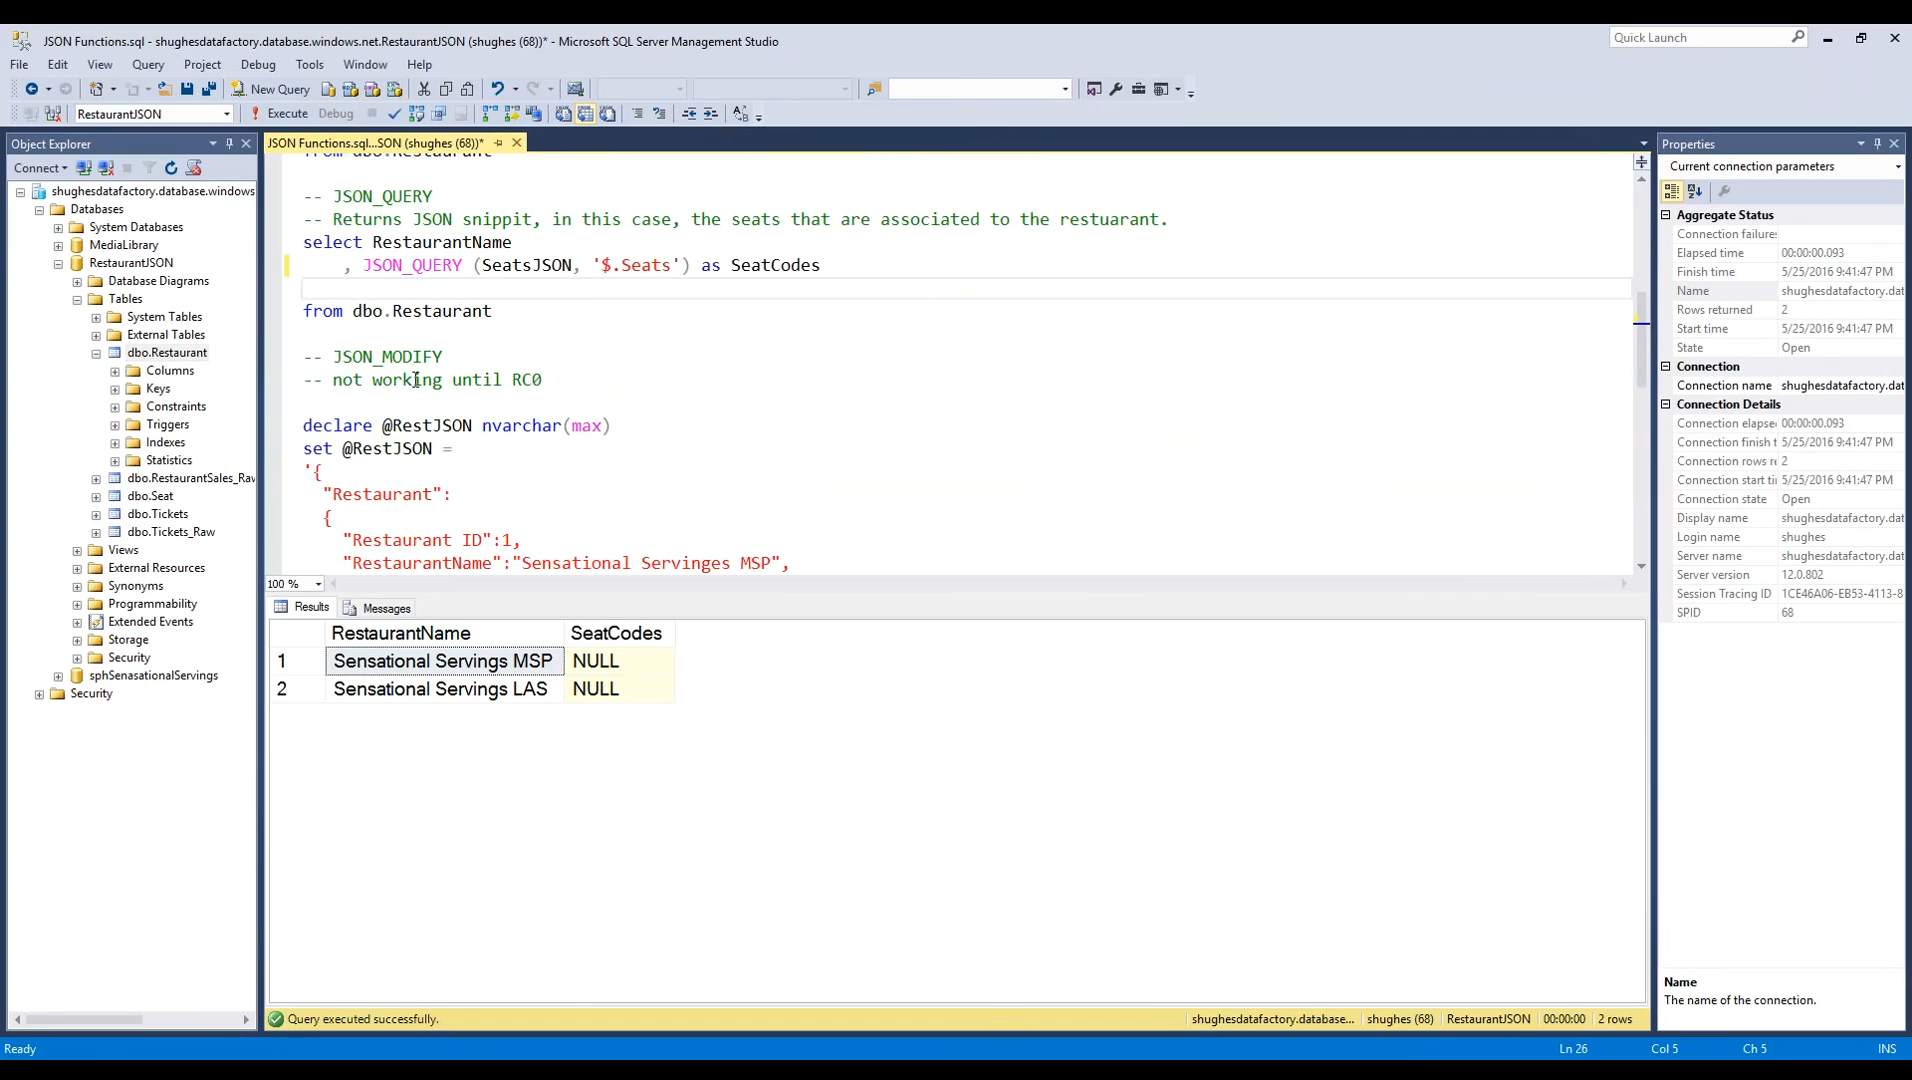 JSON Functions.sql - shughesdatafactory.database.windows.net.RestaurantJSON (shughes (68))* - Microsoft SQL Server Management Studio
Quick Launch
File Edit View Query Project Debug Tools Window Help
New Query
RestaurantJSON
Execute Debug
Object Explorer
Connect
shughesdatafactory.database.windows
Databases
System Databases
MediaLibrary
RestaurantJSON
Database Diagrams
Tables
System Tables
External Tables
dbo.Restaurant
Columns
Keys
Constraints
Triggers
Indexes
Statistics
dbo.RestaurantSales_Raw
dbo.Seat
dbo.Tickets
dbo.Tickets_Raw
Views
External Resources
Synonyms
Programmability
Extended Events
Storage
Security
sphSenasationalServings
Security
JSON Functions.sql...SON (shughes (68))*
from dbo.Restaurant
-- JSON_QUERY
-- Returns JSON snippit, in this case, the seats that are associated to the restuarant.
select RestaurantName
, JSON_QUERY (SeatsJSON, '$.Seats') as SeatCodes
from dbo.Restaurant
-- JSON_MODIFY
-- not working until RC0
declare @RestJSON nvarchar(max)
set @RestJSON =
'{
"Restaurant":
{
"Restaurant ID":1,
"RestaurantName":"Sensational Servinges MSP",
100 %
Results Messages
RestaurantName SeatCodes
1 Sensational Servings MSP NULL
2 Sensational Servings LAS NULL
Query executed successfully.
shughesdatafactory.database... shughes (68) RestaurantJSON 00:00:00 2 rows
Properties
Current connection parameters
Aggregate Status
Connection failures
Elapsed time 00:00:00.093
Finish time 5/25/2016 9:41:47 PM
Name shughesdatafactory.dat
Rows returned 2
Start time 5/25/2016 9:41:47 PM
State Open
Connection
Connection name shughesdatafactory.dat
Connection Details
Connection elapse 00:00:00.093
Connection finish t 5/25/2016 9:41:47 PM
Connection rows re 2
Connection start ti 5/25/2016 9:41:47 PM
Connection state Open
Display name shughesdatafactory.dat
Login name shughes
Server name shughesdatafactory.dat
Server version 12.0.802
Session Tracing ID 1CE46A06-EB53-4113-8
SPID 68
Name
The name of the connection.
Ready
Ln 26 Col 5 Ch 5 INS